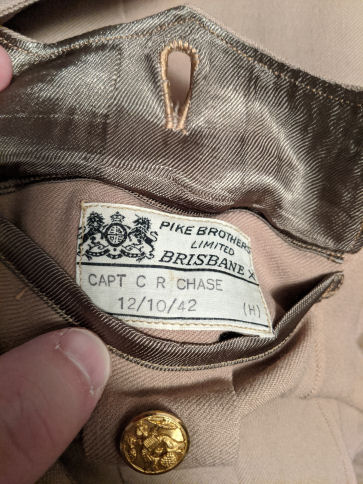 PIKE BROTHERS
LIMITED
BRISBANE
CAPT C R CHASE
12/10/42 (H)